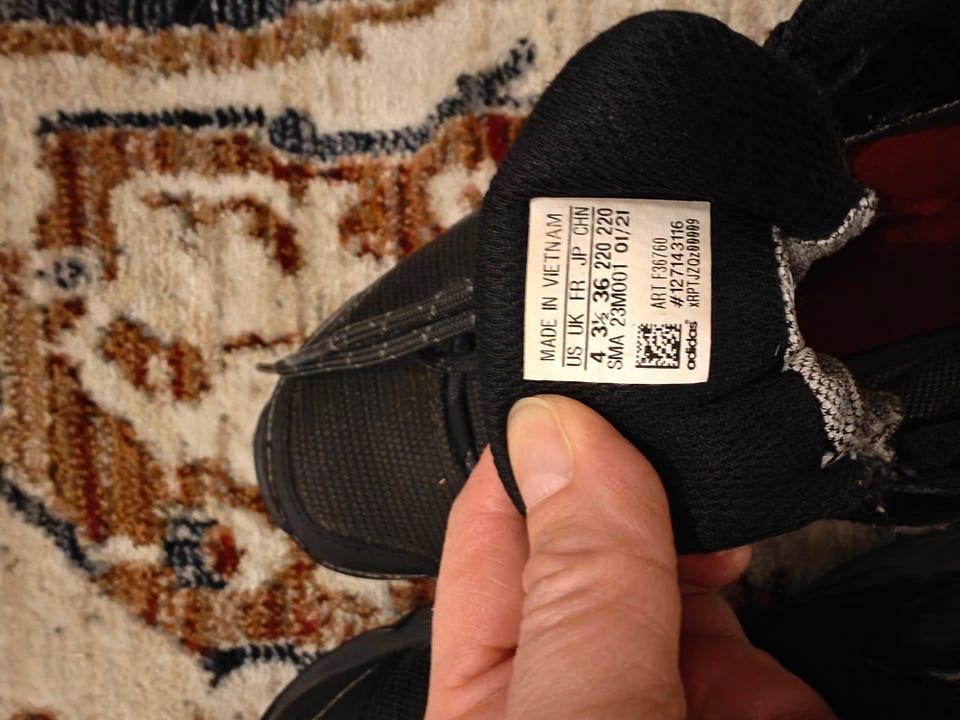 MADE IN VIETNAM
US UK FR JP CHN
4 3½ 36 220 220
SMA 23M001 01/21
ART F36760
#127143116
xRPTJZQz00009
adidas